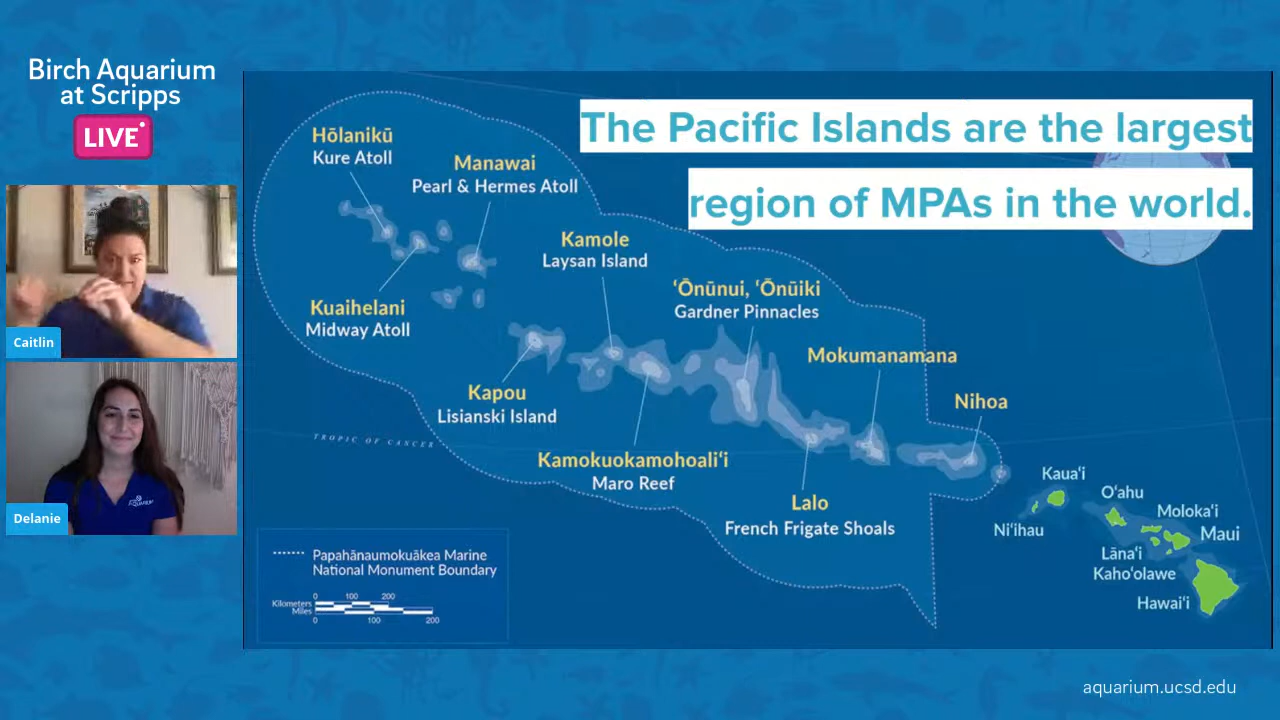 Birch Aquarium
at Scripps
LIVE
Caitlin
Delanie
The Pacific Islands are the largest
region of MPAs in the world.
Hōlanikū
Kure Atoll
Manawai
Pearl & Hermes Atoll
Kamole
Laysan Island
ʻŌnūnui, ʻŌnūiki
Gardner Pinnacles
Kuaihelani
Midway Atoll
Mokumanamana
Nihoa
Kapou
Lisianski Island
TROPIC OF CANCER
Kamokuokamohoaliʻi
Maro Reef
Lalo
French Frigate Shoals
Kauaʻi
Niʻihau
Oʻahu
Molokaʻi
Maui
Lānaʻi
Kahoʻolawe
Hawaiʻi
Papahānaumokuākea Marine
National Monument Boundary
0 100 200
Kilometers
Miles
0 100 200
aquarium.ucsd.edu